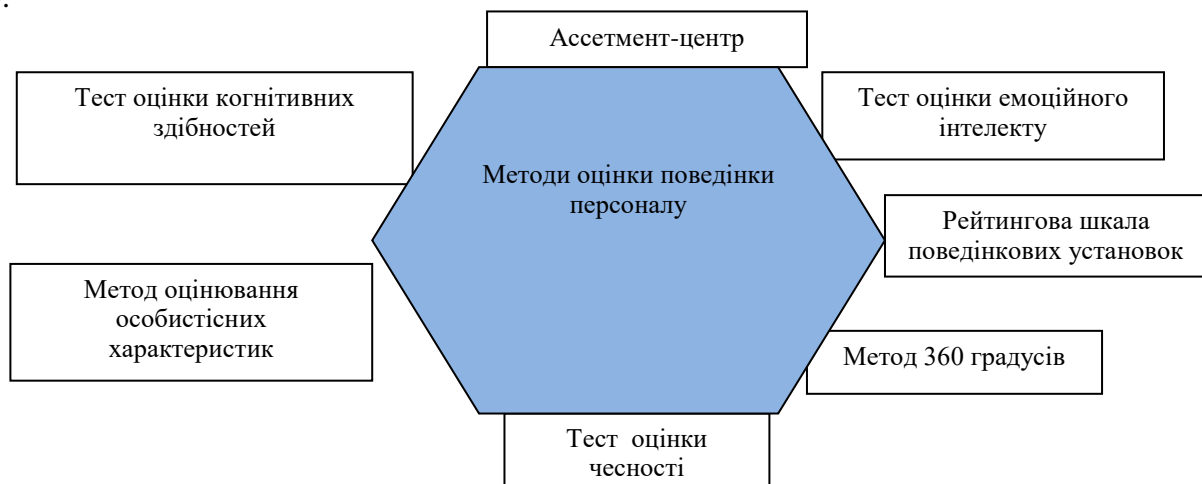 .
Ассетмент-центр
Тест оцінки когнітивних
здібностей
Тест оцінки емоційного
інтелекту
Методи оцінки поведінки
персоналу
Рейтингова шкала
поведінкових установок
Метод оцінювання
особистісних
характеристик
Метод 360 градусів
Тест оцінки
чесності